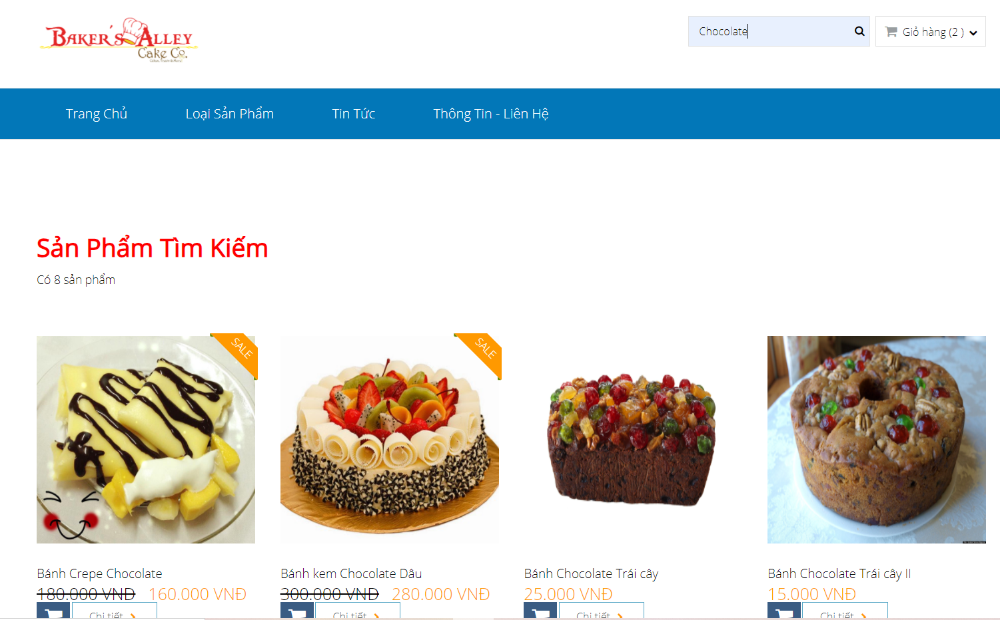 BAKER'S ALLEY
Cake Co.
Chocolate
Giỏ hàng (2 )
Trang Chủ
Loại Sản Phẩm
Tin Tức
Thông Tin - Liên Hệ
Sản Phẩm Tìm Kiếm
Có 8 sản phẩm
SALE
SALE
Bánh Crepe Chocolate
180.000 VNĐ 160.000 VNĐ
Chi tiết
Bánh kem Chocolate Dâu
300.000 VNĐ 280.000 VNĐ
Chi tiết
Bánh Chocolate Trái cây
25.000 VNĐ
Chi tiết
Bánh Chocolate Trái cây II
15.000 VNĐ
Chi tiết